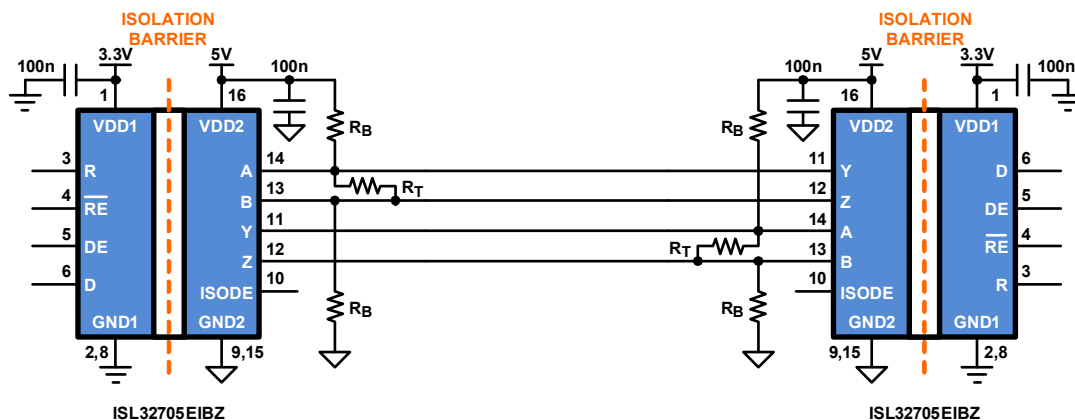 ISOLATION
BARRIER
ISOLATION
BARRIER
3.3V
5V
5V
3.3V
100n
100n
100n
100n
1
16
16
1
VDD1
VDD2
VDD2
VDD1
RB
RB
3
R
A
14
11
Y
D
6
4
RE
B
13
RT
12
Z
DE
5
5
DE
Y
11
14
A
RE
4
6
D
Z
12
RT
13
B
R
3
ISODE
10
10
ISODE
RB
RB
GND1
GND2
GND2
GND1
2,8
9,15
9,15
2,8
ISL32705EIBZ
ISL32705EIBZ